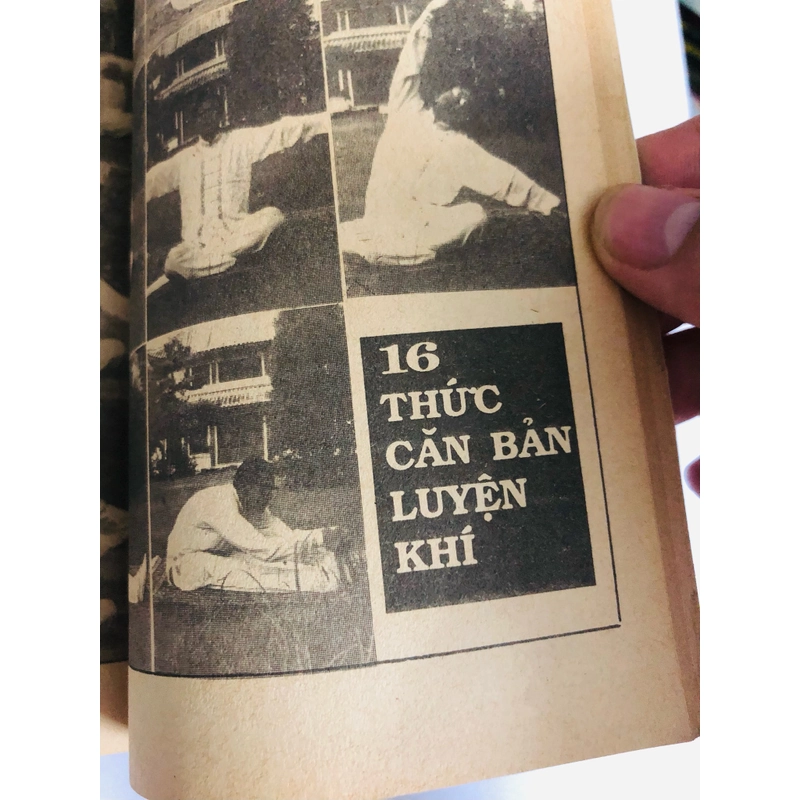 16
THỨC
CĂN BẢN
LUYỆN
KHÍ